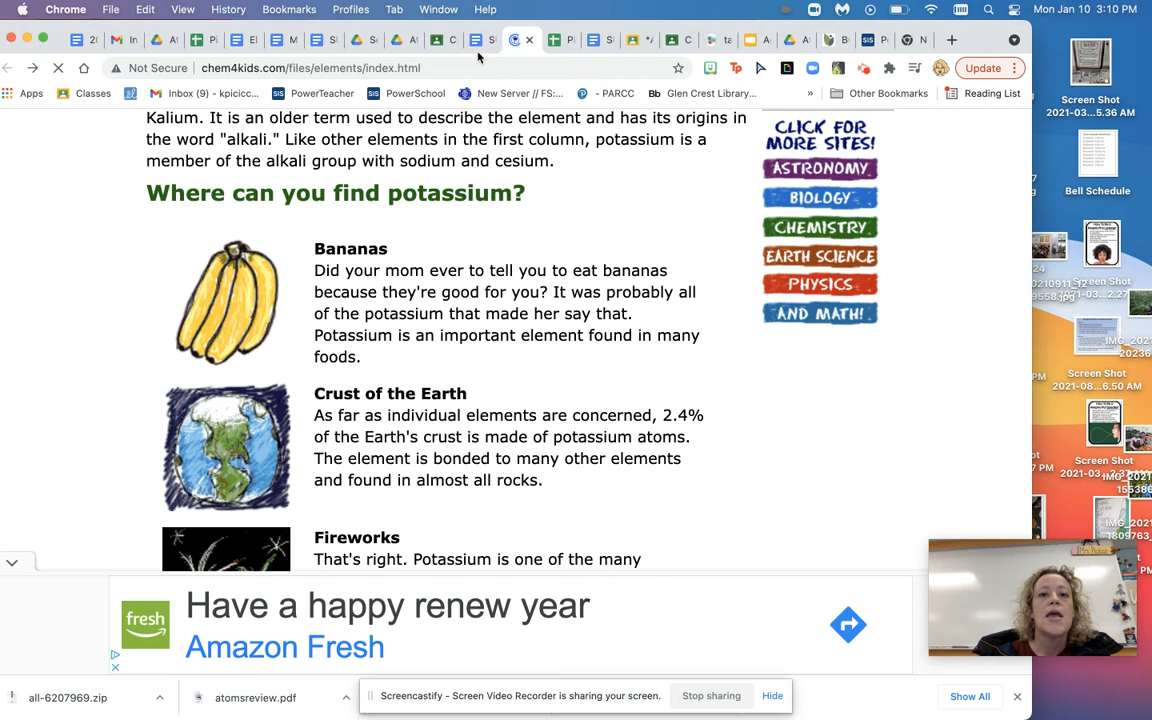 Chrome File Edit View History Bookmarks Profiles Tab Window Help Mon Jan 10 3:10 PM
Not Secure chem4kids.com/files/elements/index.html Update
Apps Classes Inbox (9) - kpicicc... PowerTeacher PowerSchool New Server // FS:... - PARCC Glen Crest Library... » Other Bookmarks Reading List
Kalium. It is an older term used to describe the element and has its origins in
the word "alkali." Like other elements in the first column, potassium is a
member of the alkali group with sodium and cesium.
Where can you find potassium?
Bananas
Did your mom ever to tell you to eat bananas
because they're good for you? It was probably all
of the potassium that made her say that.
Potassium is an important element found in many
foods.
Crust of the Earth
As far as individual elements are concerned, 2.4%
of the Earth's crust is made of potassium atoms.
The element is bonded to many other elements
and found in almost all rocks.
Fireworks
That's right. Potassium is one of the many
CLICK FOR
MORE SITES!
ASTRONOMY
BIOLOGY
CHEMISTRY
EARTH SCIENCE
PHYSICS
AND MATH!
Screen Shot
2021-03...5.36 AM
Bell Schedule
Screen Shot
2021-03...2.27
Screen Shot
2021-08...6.50 AM
Screen Shot
fresh
Have a happy renew year
Amazon Fresh
all-6207969.zip
atomsreview.pdf
Screencastify - Screen Video Recorder is sharing your screen. Stop sharing Hide
Show All